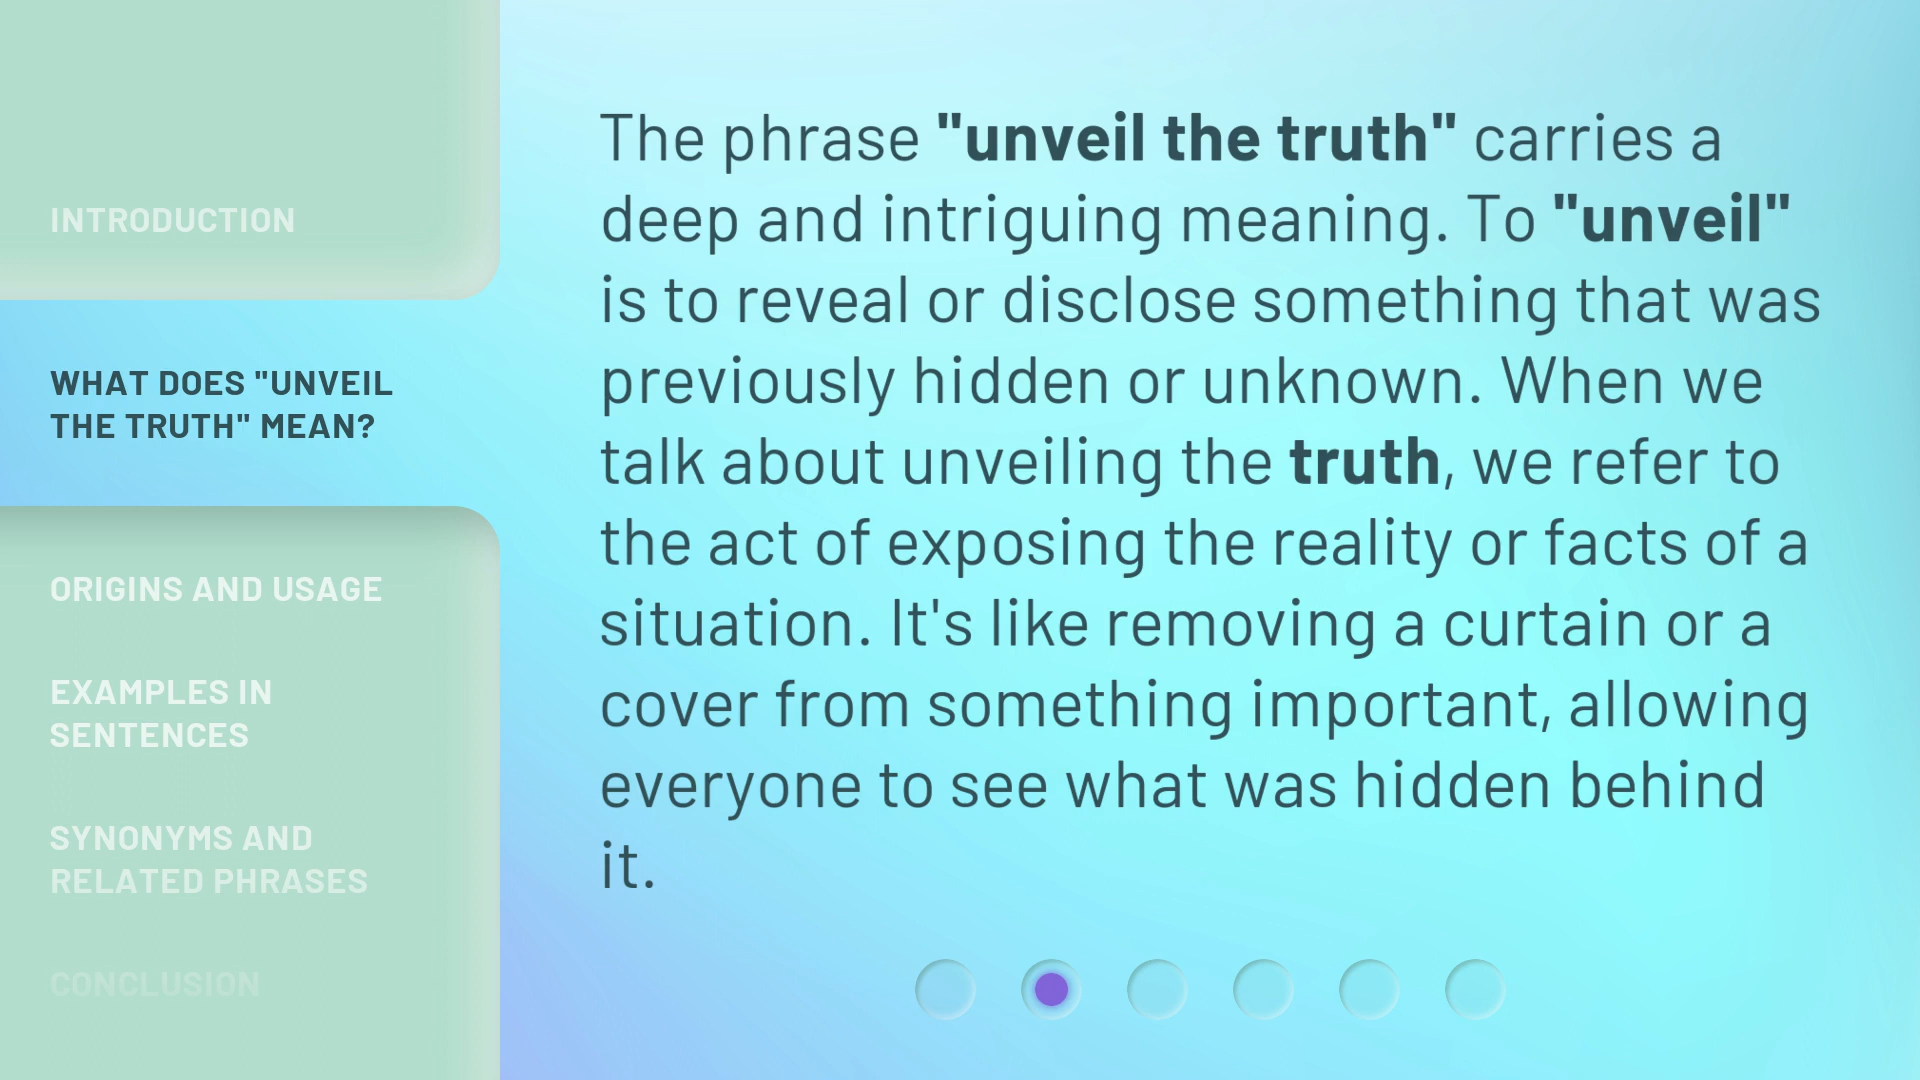 INTRODUCTION
WHAT DOES "UNVEIL
THE TRUTH" MEAN?
ORIGINS AND USAGE
EXAMPLES IN
SENTENCES
SYNONYMS AND
RELATED PHRASES
CONCLUSION
The phrase "unveil the truth" carries a
deep and intriguing meaning. To "unveil"
is to reveal or disclose something that was
previously hidden or unknown. When we
talk about unveiling the truth, we refer to
the act of exposing the reality or facts of a
situation. It's like removing a curtain or a
cover from something important, allowing
everyone to see what was hidden behind
it.